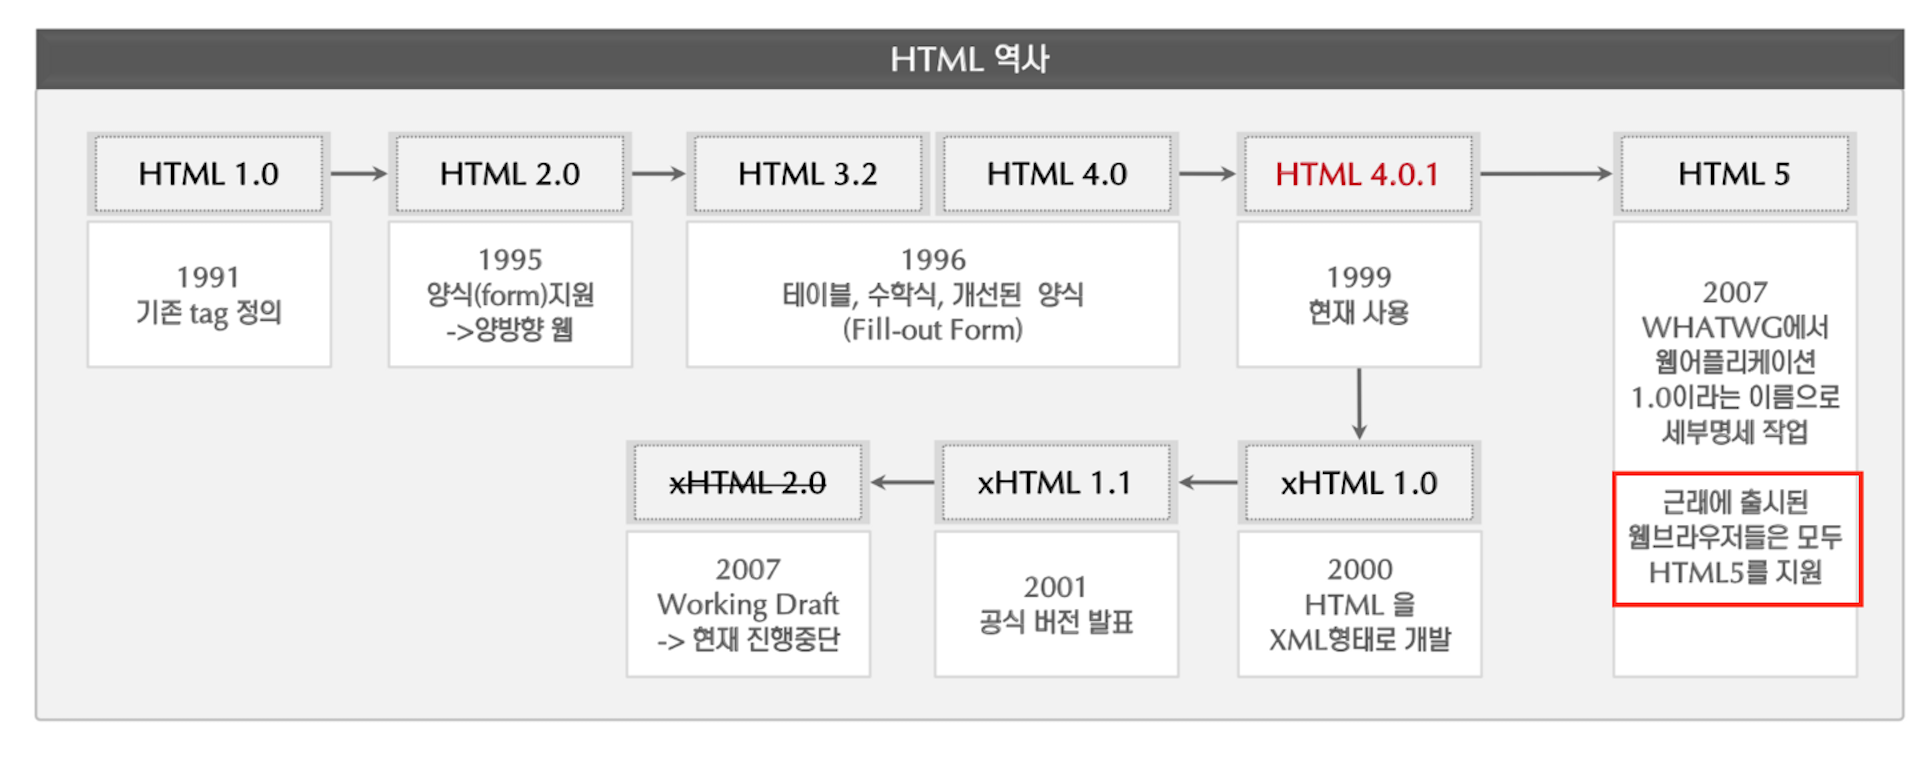 HTML 역사
HTML 1.0
1991
기존 tag 정의
HTML 2.0
1995
양식(form)지원
->양방향 웹
HTML 3.2
HTML 4.0
1996
테이블, 수학식, 개선된 양식
(Fill-out Form)
HTML 4.0.1
1999
현재 사용
HTML 5
2007
WHATWG에서
웹어플리케이션
1.0이라는 이름으로
세부명세 작업
근래에 출시된
웹브라우저들은 모두
HTML5를 지원
xHTML 2.0
2007
Working Draft
-> 현재 진행중단
xHTML 1.1
2001
공식 버전 발표
xHTML 1.0
2000
HTML 을
XML형태로 개발